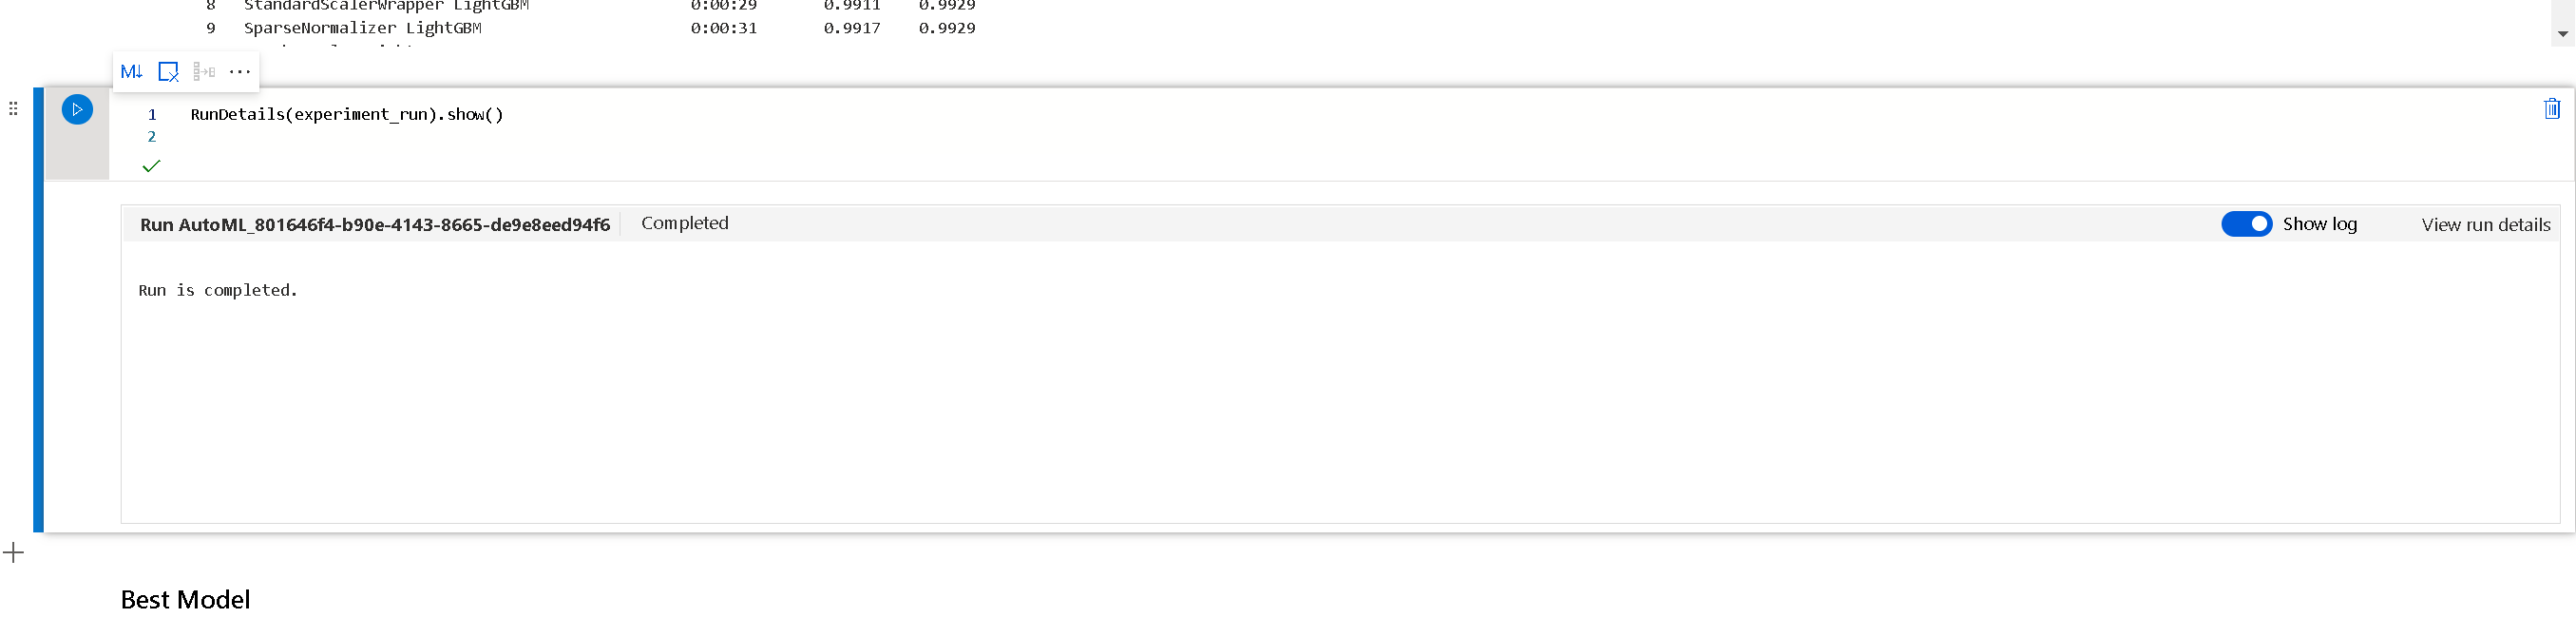 8 StandardScalerWrapper LightGBM 0:00:29 0.9911 0.9929
9 SparseNormalizer LightGBM 0:00:31 0.9917 0.9929
M↓ ...
1 RunDetails(experiment_run).show()
2
Run AutoML_801646f4-b90e-4143-8665-de9e8eed94f6 Completed Show log View run details
Run is completed.
Best Model